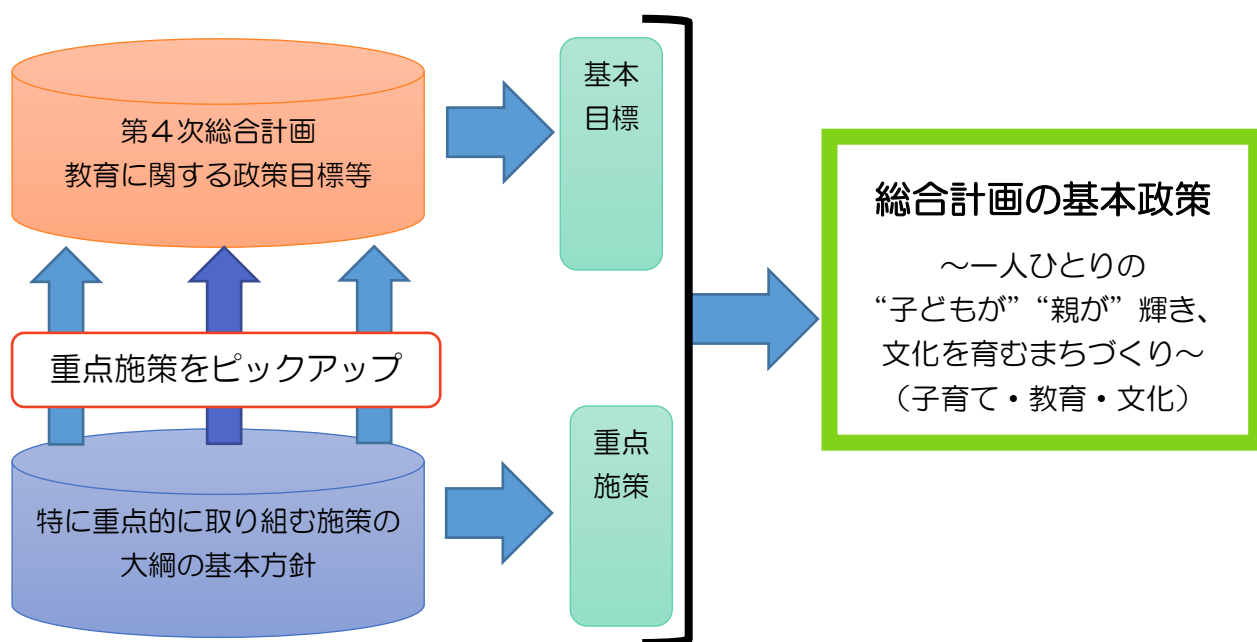 第４次総合計画
教育に関する政策目標等
基本
目標
重点施策をピックアップ
特に重点的に取り組む施策の
大綱の基本方針
重点
施策
総合計画の基本政策
～一人ひとりの
“子どもが”“親が”輝き、
文化を育むまちづくり～
（子育て・教育・文化）